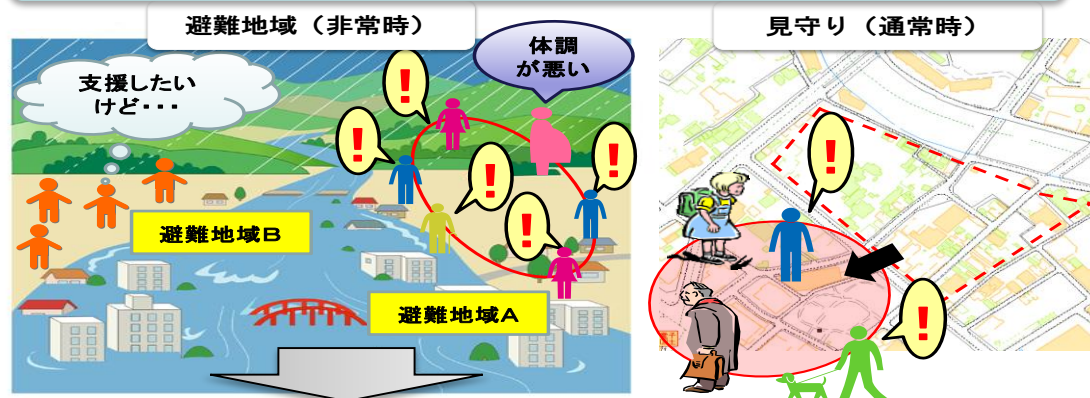 避難地域（非常時）
見守り（通常時）
支援したい
けど・・・
体調
が悪い
！
！
！
！
！
！
！
避難地域B
避難地域A